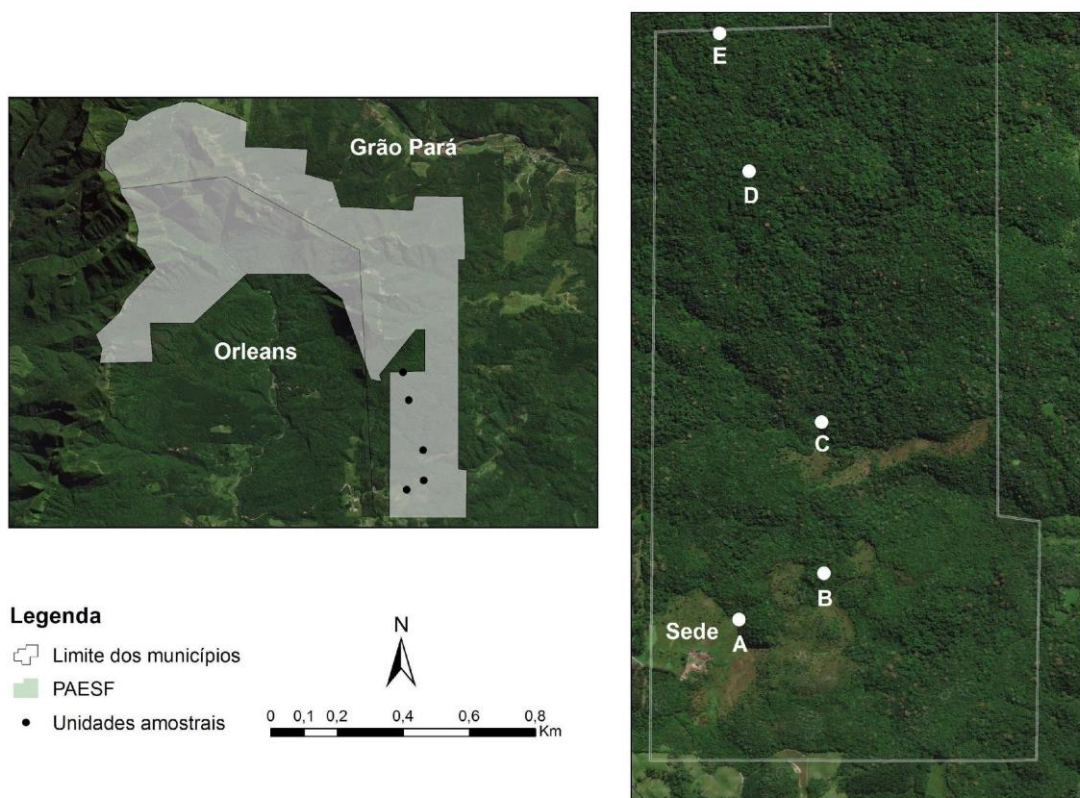 Grão Pará
Orleans
Legenda
Limite dos municípios
PAESF
Unidades amostrais
N
0 0,1 0,2 0,4 0,6 0,8
Km
E
D
C
B
Sede
A